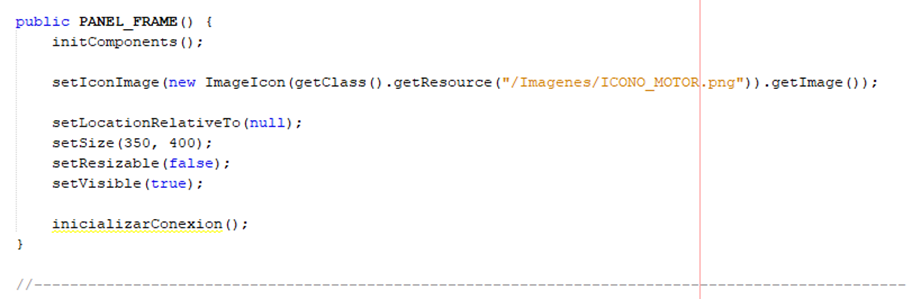 public PANEL_FRAME() {
initComponents();
setIconImage(new ImageIcon(getClass().getResource("/Imagenes/ICONO_MOTOR.png")).getImage());
setLocationRelativeTo(null);
setSize(350, 400);
setResizable(false);
setVisible(true);
inicializarConexion();
}
//--------------------------------------------------------------------------------------------------